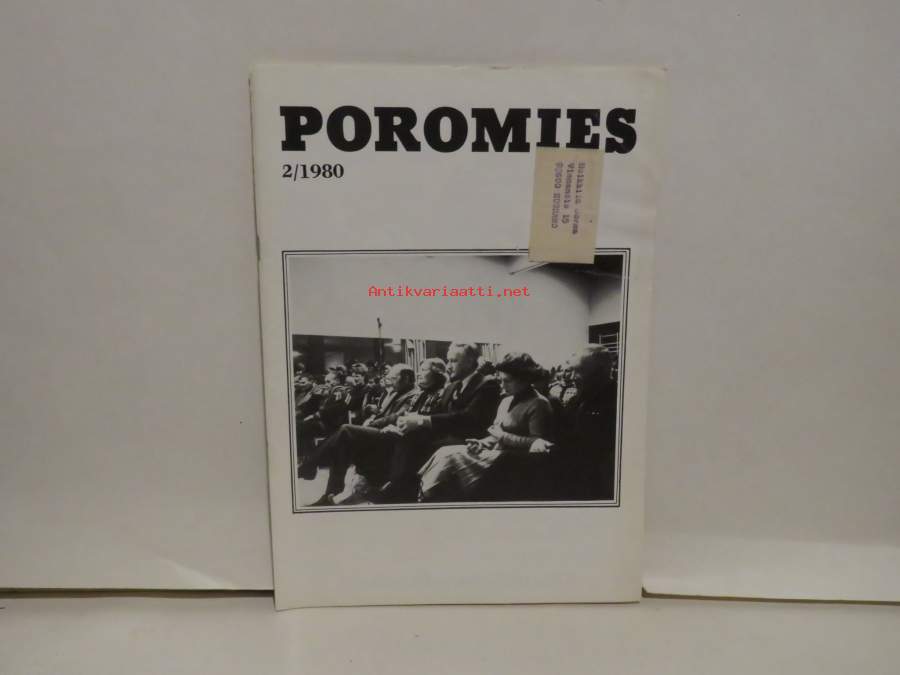 POROMIES
2/1980
Antikvariaatti.net